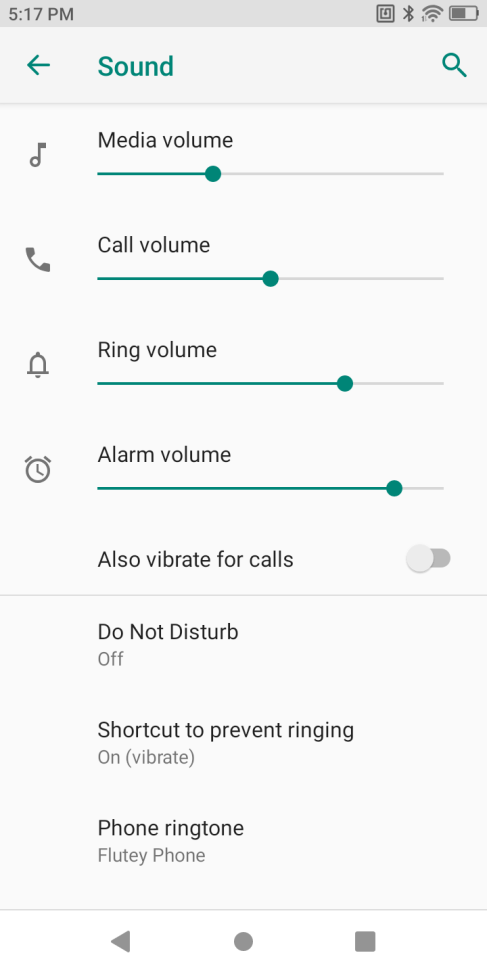 5:17 PM
Sound
Media volume
Call volume
Ring volume
Alarm volume
Also vibrate for calls
Do Not Disturb
Off
Shortcut to prevent ringing
On (vibrate)
Phone ringtone
Flutey Phone